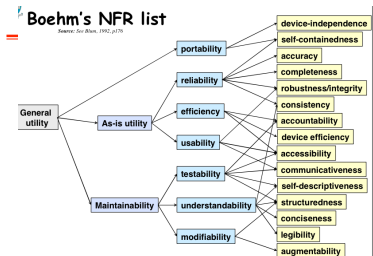 Boehm's NFR list
Source: See Blum, 1992, p176
device-independence
self-containedness
portability
accuracy
completeness
reliability
robustness/integrity
consistency
General
utility
As-is utility
efficiency
accountability
device efficiency
usability
accessibility
communicativeness
testability
self-descriptiveness
structuredness
Maintainability
understandability
conciseness
legibility
modifiability
augmentability